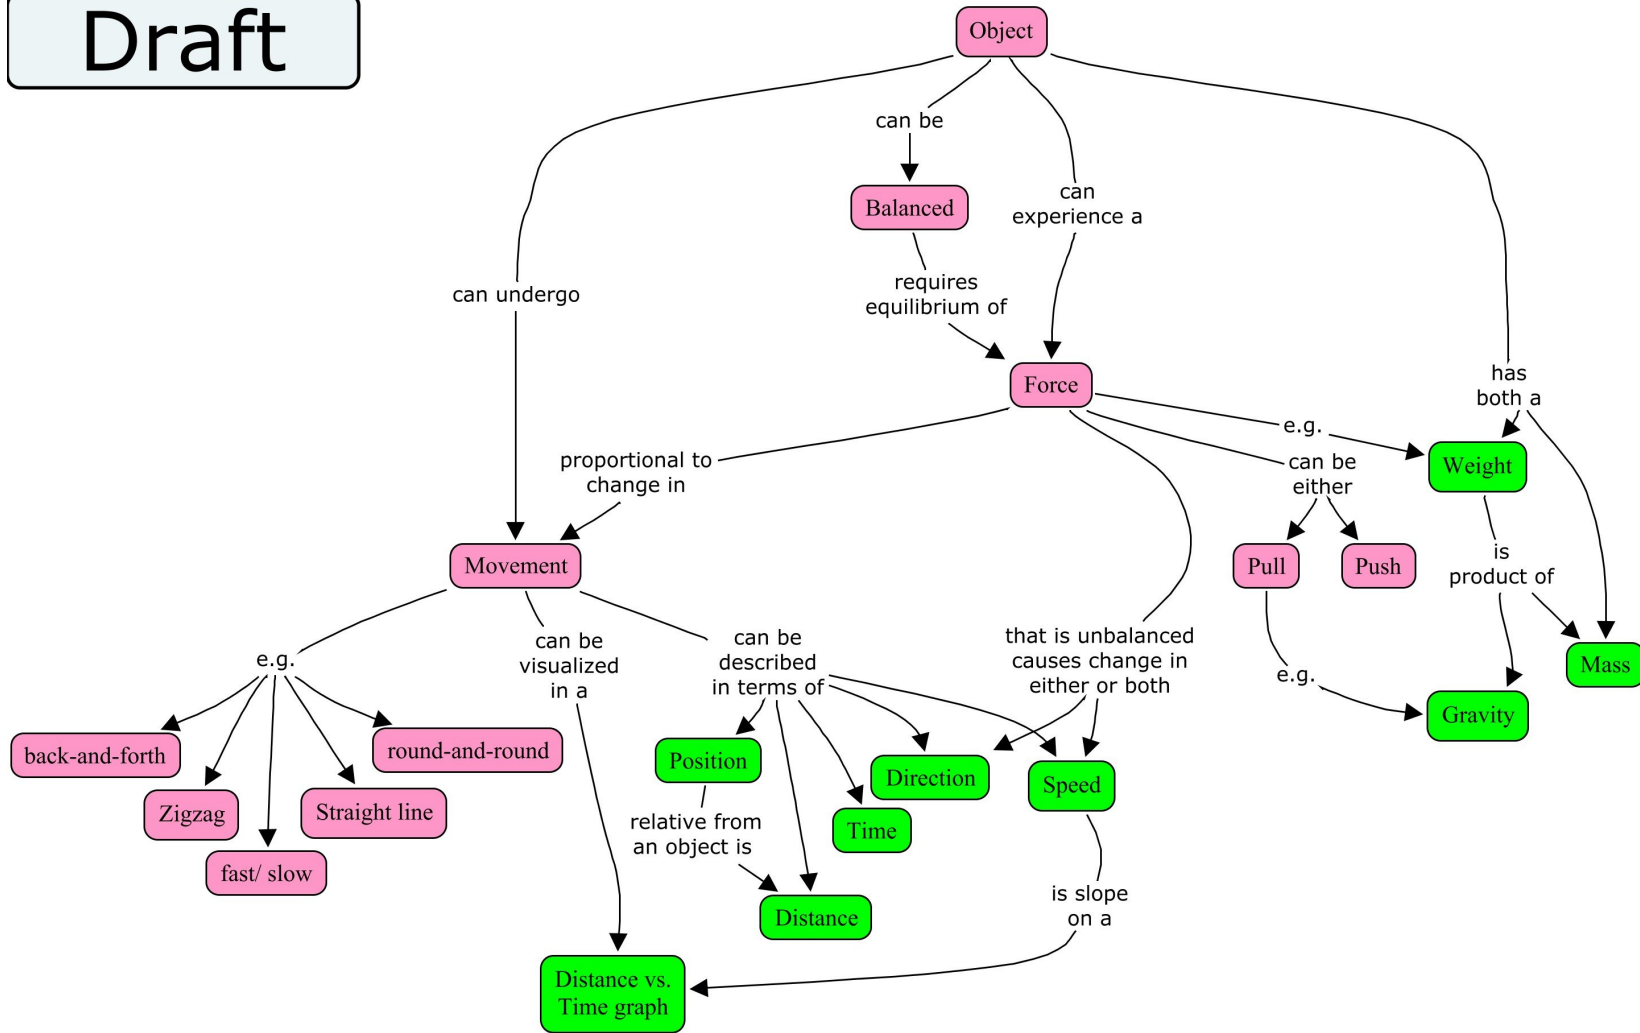 Draft
Object
can be
Balanced
can
experience a
requires
equilibrium of
can undergo
Force
has
both a
e.g.
Weight
proportional to
change in
can be
either
Pull
Push
is
product of
Movement
Mass
Gravity
e.g.
that is unbalanced
causes change in
either or both
can be
described
in terms of
can be
visualized
in a
e.g.
back-and-forth
round-and-round
Zigzag
Straight line
fast/ slow
Position
Direction
Speed
Time
relative from
an object is
Distance
is slope
on a
Distance vs.
Time graph